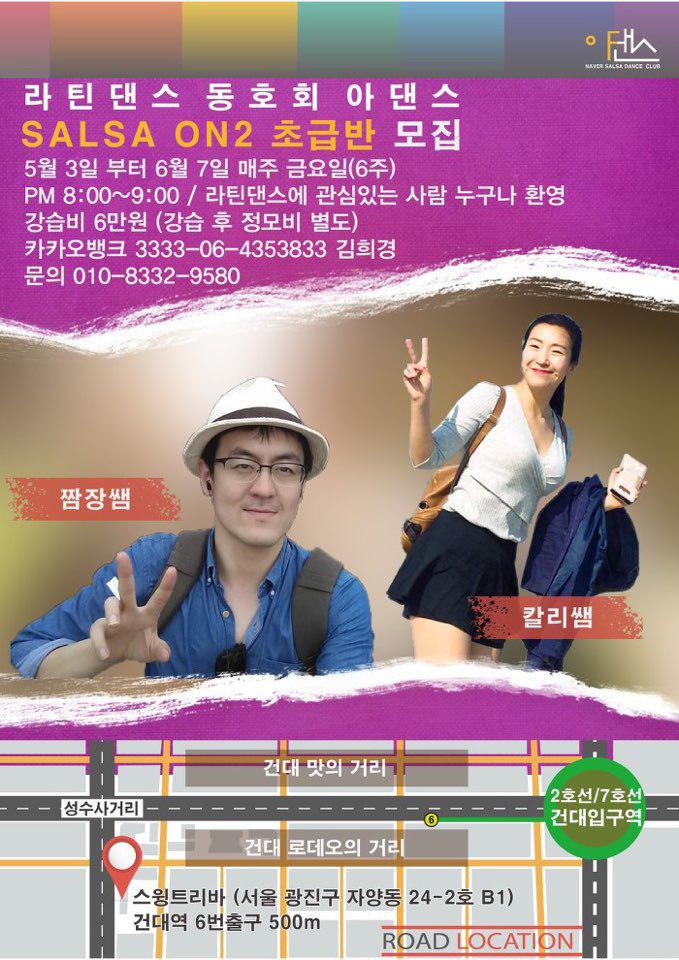 아댄스
NAVER SALSA DANCE CLUB
라틴댄스 동호회 아댄스
SALSA ON2 초급반 모집
5월 3일 부터 6월 7일 매주 금요일(6주)
PM 8:00~9:00 / 라틴댄스에 관심있는 사람 누구나 환영
강습비 6만원 (강습 후 정모비 별도)
카카오뱅크 3333-06-4353833 김희경
문의 010-8332-9580
짬장쌤
칼리쌤
건대 맛의 거리
2호선/7호선
건대입구역
성수사거리
6
건대 로데오의 거리
스윙트리바 (서울 광진구 자양동 24-2호 B1)
건대역 6번출구 500m
ROAD LOCATION